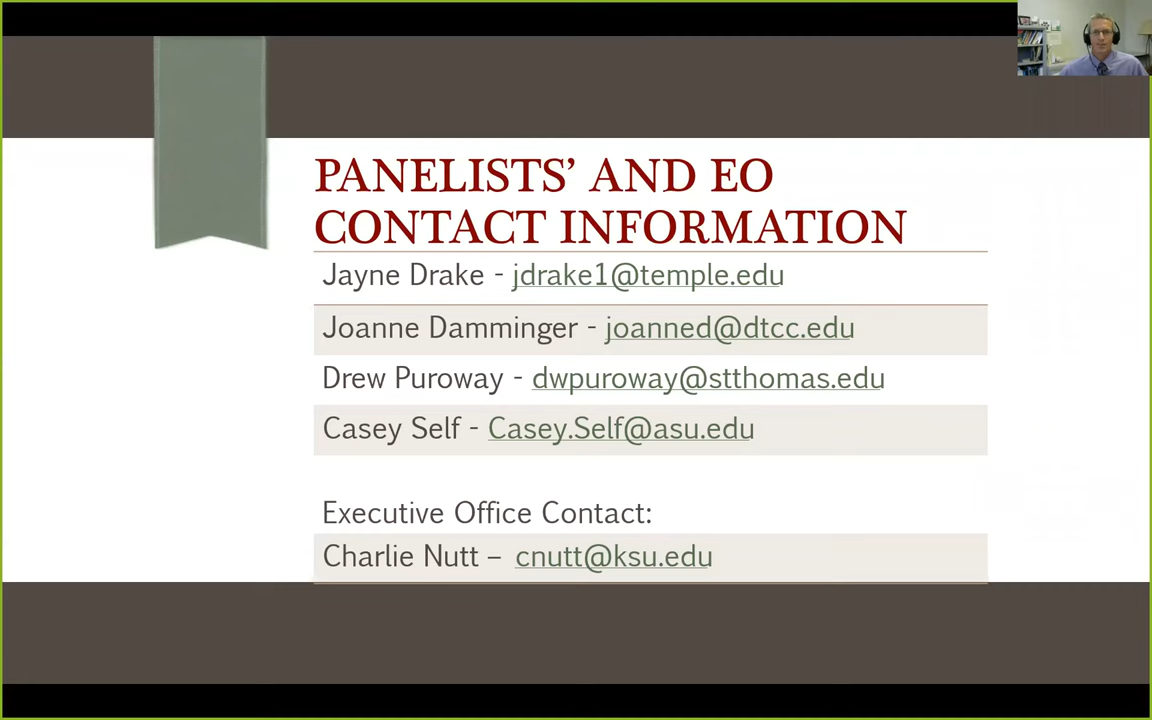 PANELISTS’ AND EO
CONTACT INFORMATION
Jayne Drake - jdrake1@temple.edu
Joanne Damminger - joanned@dtcc.edu
Drew Puroway - dwpuroway@stthomas.edu
Casey Self - Casey.Self@asu.edu
Executive Office Contact:
Charlie Nutt – cnutt@ksu.edu